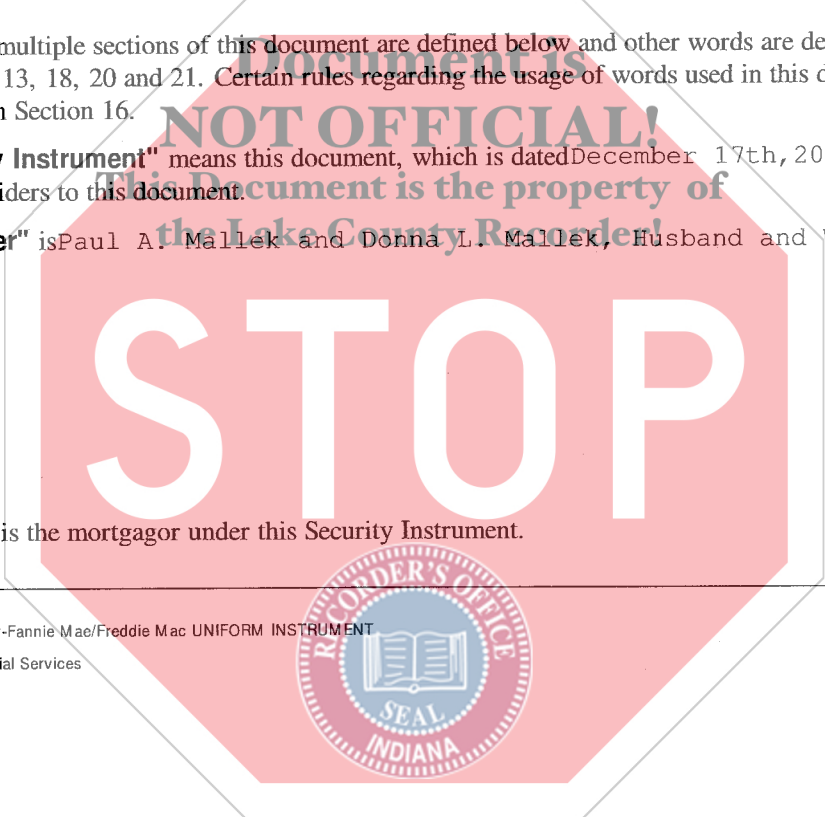 multiple sections of this document are defined below and other words are de
Document is
13, 18, 20 and 21. Certain rules regarding the usage of words used in this d
Section 16.
NOT OFFICIAL!
Instrument" means this document, which is dated December 17th, 20
This Document is the property of
iders to this document.
the Lake County Recorder!
er" is Paul A. Mallek and Donna L. Mallek, Husband and
STOP
is the mortgagor under this Security Instrument.
RECORDER'S OFFICE
-Fannie Mae/Freddie Mac UNIFORM INSTRUMENT
ial Services
SEAL
INDIANA